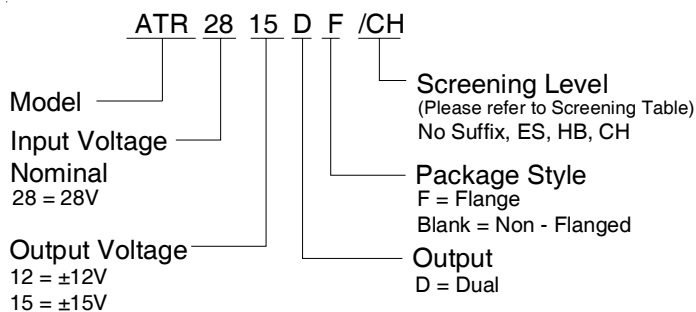 ATR 28 15 D F /CH
Model
Input Voltage
Nominal
28 = 28V
Output Voltage
12 = ±12V
15 = ±15V
Screening Level
(Please refer to Screening Table)
No Suffix, ES, HB, CH
Package Style
F = Flange
Blank = Non - Flanged
Output
D = Dual